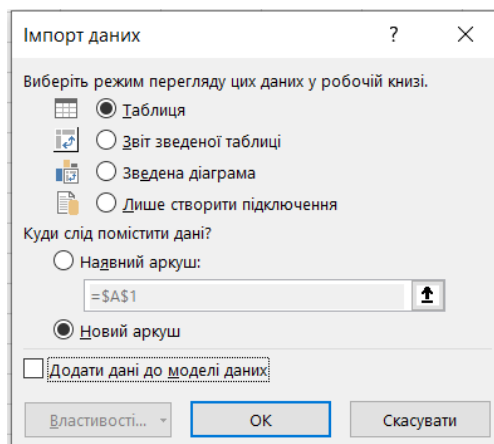 Імпорт даних
?
Виберіть режим перегляду цих даних у робочій книзі.
Таблиця
Звіт зведеної таблиці
Зведена діаграма
Лише створити підключення
Куди слід помістити дані?
Наявний аркуш:
=$A$1
Новий аркуш
Додати дані до моделі даних
Властивості...
ОК
Скасувати